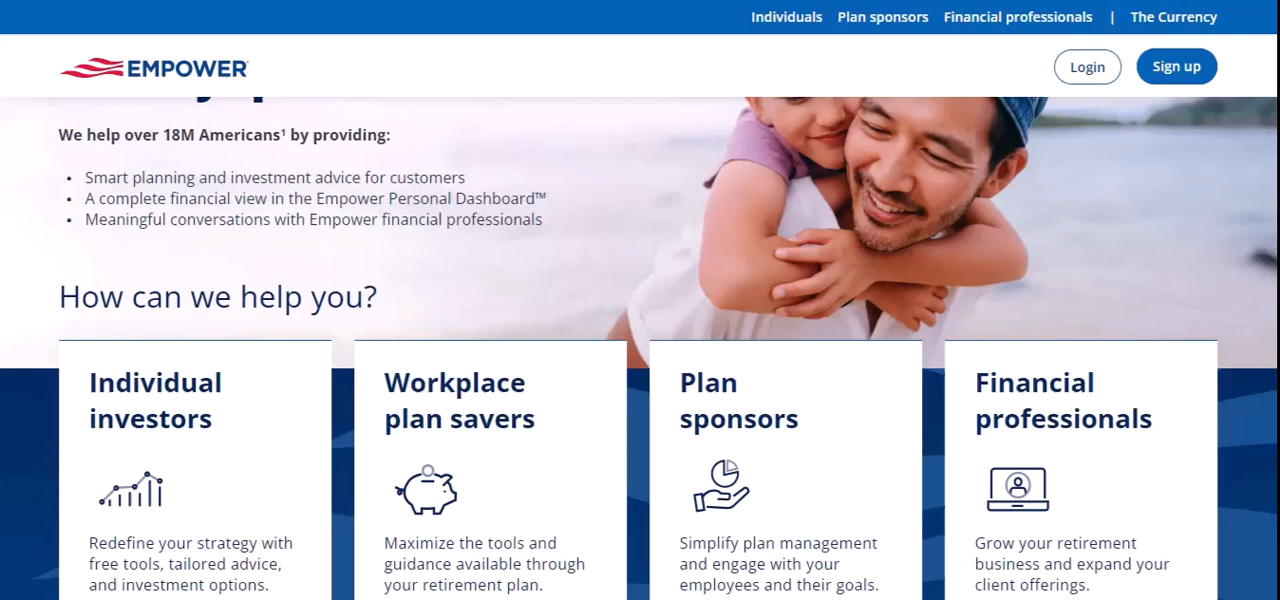 Individuals Plan sponsors Financial professionals | The Currency
EMPOWER
Login
Sign up
We help over 18M Americans¹ by providing:
• Smart planning and investment advice for customers
• A complete financial view in the Empower Personal Dashboard™
• Meaningful conversations with Empower financial professionals
How can we help you?
Individual
investors
Redefine your strategy with
free tools, tailored advice,
and investment options.
Workplace
plan savers
Maximize the tools and
guidance available through
your retirement plan.
Plan
sponsors
Simplify plan management
and engage with your
employees and their goals.
Financial
professionals
Grow your retirement
business and expand your
client offerings.